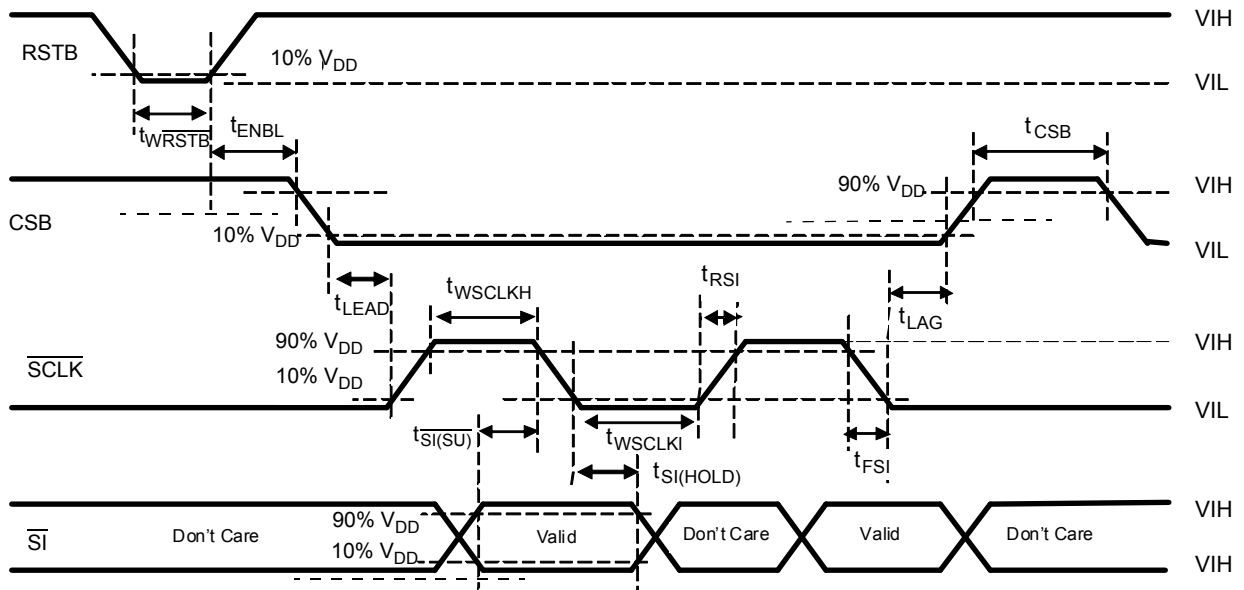 VIH
RSTB
10% VDD
VIL
tWRSTB
tENBL
tCSB
90% VDD
VIH
CSB
10% VDD
VIL
tLEAD
tWSCLKH
tRSI
tLAG
90% VDD
VIH
SCLK
10% VDD
VIL
tSI(SU)
tWSCLKl
tFSI
tSI(HOLD)
VIH
90% VDD
SI
Don't Care
Valid
Don't Care
Valid
Don't Care
10% VDD
VIH